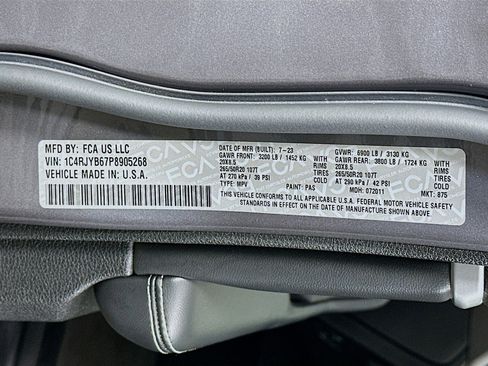 MFD BY: FCA US LLC
VIN: 1C4RJYB67P8905268
VEHICLE MADE IN: U.S.A.
DATE OF MFR (BUILT): 7-23 GVWR: 6900 LB / 3130 KG
GAWR FRONT: 3200 LB / 1452 KG WITH GAWR REAR: 3800 LB / 1724 KG WITH
20X8.5 RIMS 20X8.5 RIMS
265/50R20 107T TIRES 265/50R20 107T TIRES
AT 270 kPa / 39 PSI COLD AT 290 kPa / 42 PSI COLD
TYPE: MPV PAINT: PAS MDH: 072011 MKT: 875
THIS VEHICLE CONFORMS TO ALL APPLICABLE U.S.A. FEDERAL MOTOR VEHICLE SAFETY
STANDARDS IN EFFECT ON THE DATE OF MANUFACTURE SHOWN ABOVE